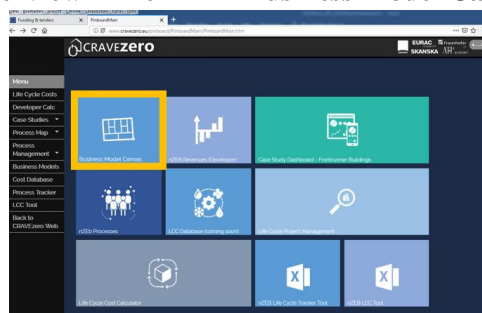 Funding & tenders
PinboardMain
www.cravezero.eu/pinboard/PinboardMain/PinboardMain.htm
CRAVEzero
EURAC
Fraunhofer
SKANSKA
Menu
Life Cycle Costs
Developer Calc
Case Studies
Process Map
Process
Management
Business Models
Cost Database
Process Tracker
LCC Tool
Back to
CRAVEzero Web
Business Model Canvas
nZEB Revenues (Developer)
Case Study Dashboard - Frontrunner Buildings
nZEb Processes
LCC Database (coming soon)
Life Cycle Project Management
Life Cycle Cost Calculator
nZEB Life Cycle Tracker Tool
nZEB LCC Tool